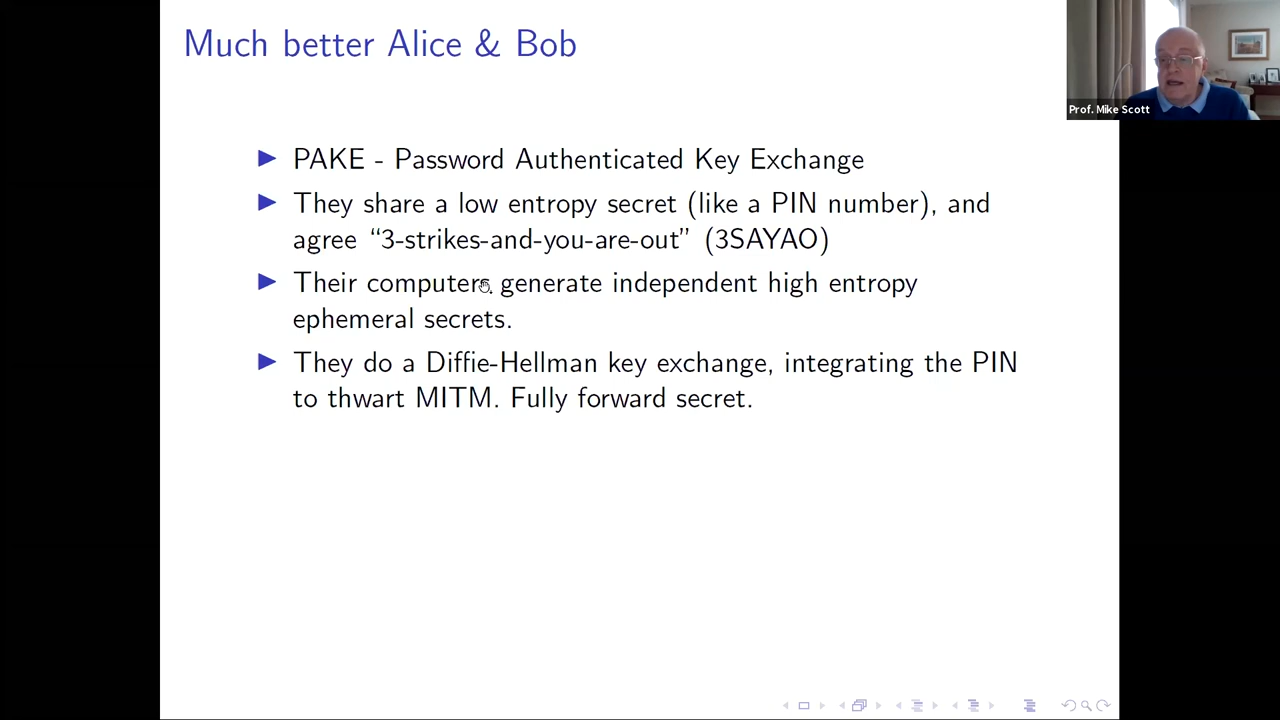 Much better Alice & Bob
Prof. Mike Scott
PAKE - Password Authenticated Key Exchange
They share a low entropy secret (like a PIN number), and
agree “3-strikes-and-you-are-out” (3SAYAO)
Their computers generate independent high entropy
ephemeral secrets.
They do a Diffie-Hellman key exchange, integrating the PIN
to thwart MITM. Fully forward secret.